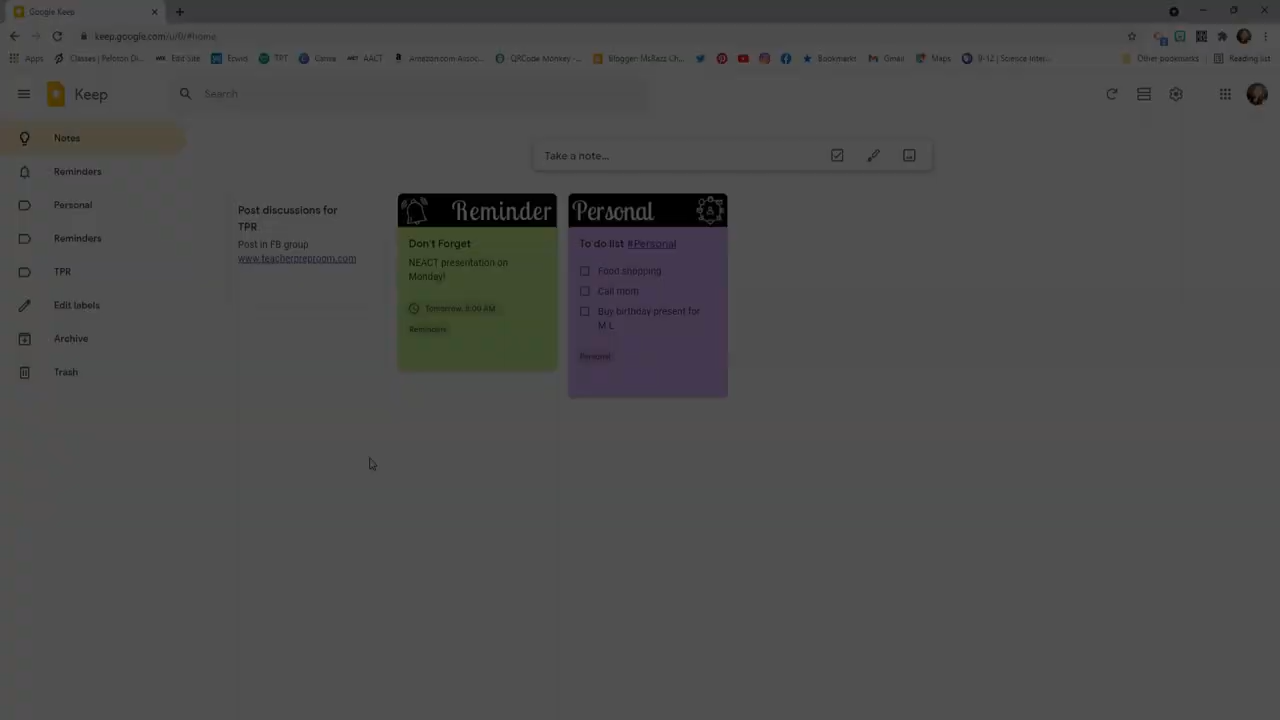 Google Keep
keep.google.com/u/0/#home
Apps
Classes | Peloton Di...
Edit Site
TPT
Canva
AACT
Amazon.com Assoc...
QRCode Monkey -...
Blogger: MsRazz Ch...
Bookmarks
Gmail
Maps
9-12 | Science Inter...
Other bookmarks
Reading list
Keep
Search
Notes
Take a note...
Reminders
Personal
Reminders
TPR
Edit labels
Archive
Trash
Post discussions for
TPR
Post in FB group
www.teacherpreproom.com
Reminder
Don't Forget
NEACT presentation on
Monday!
Tomorrow, 8:00 AM
Reminders
Personal
To do list #Personal
Food shopping
Call mom
Buy birthday present for
M.L
Personal